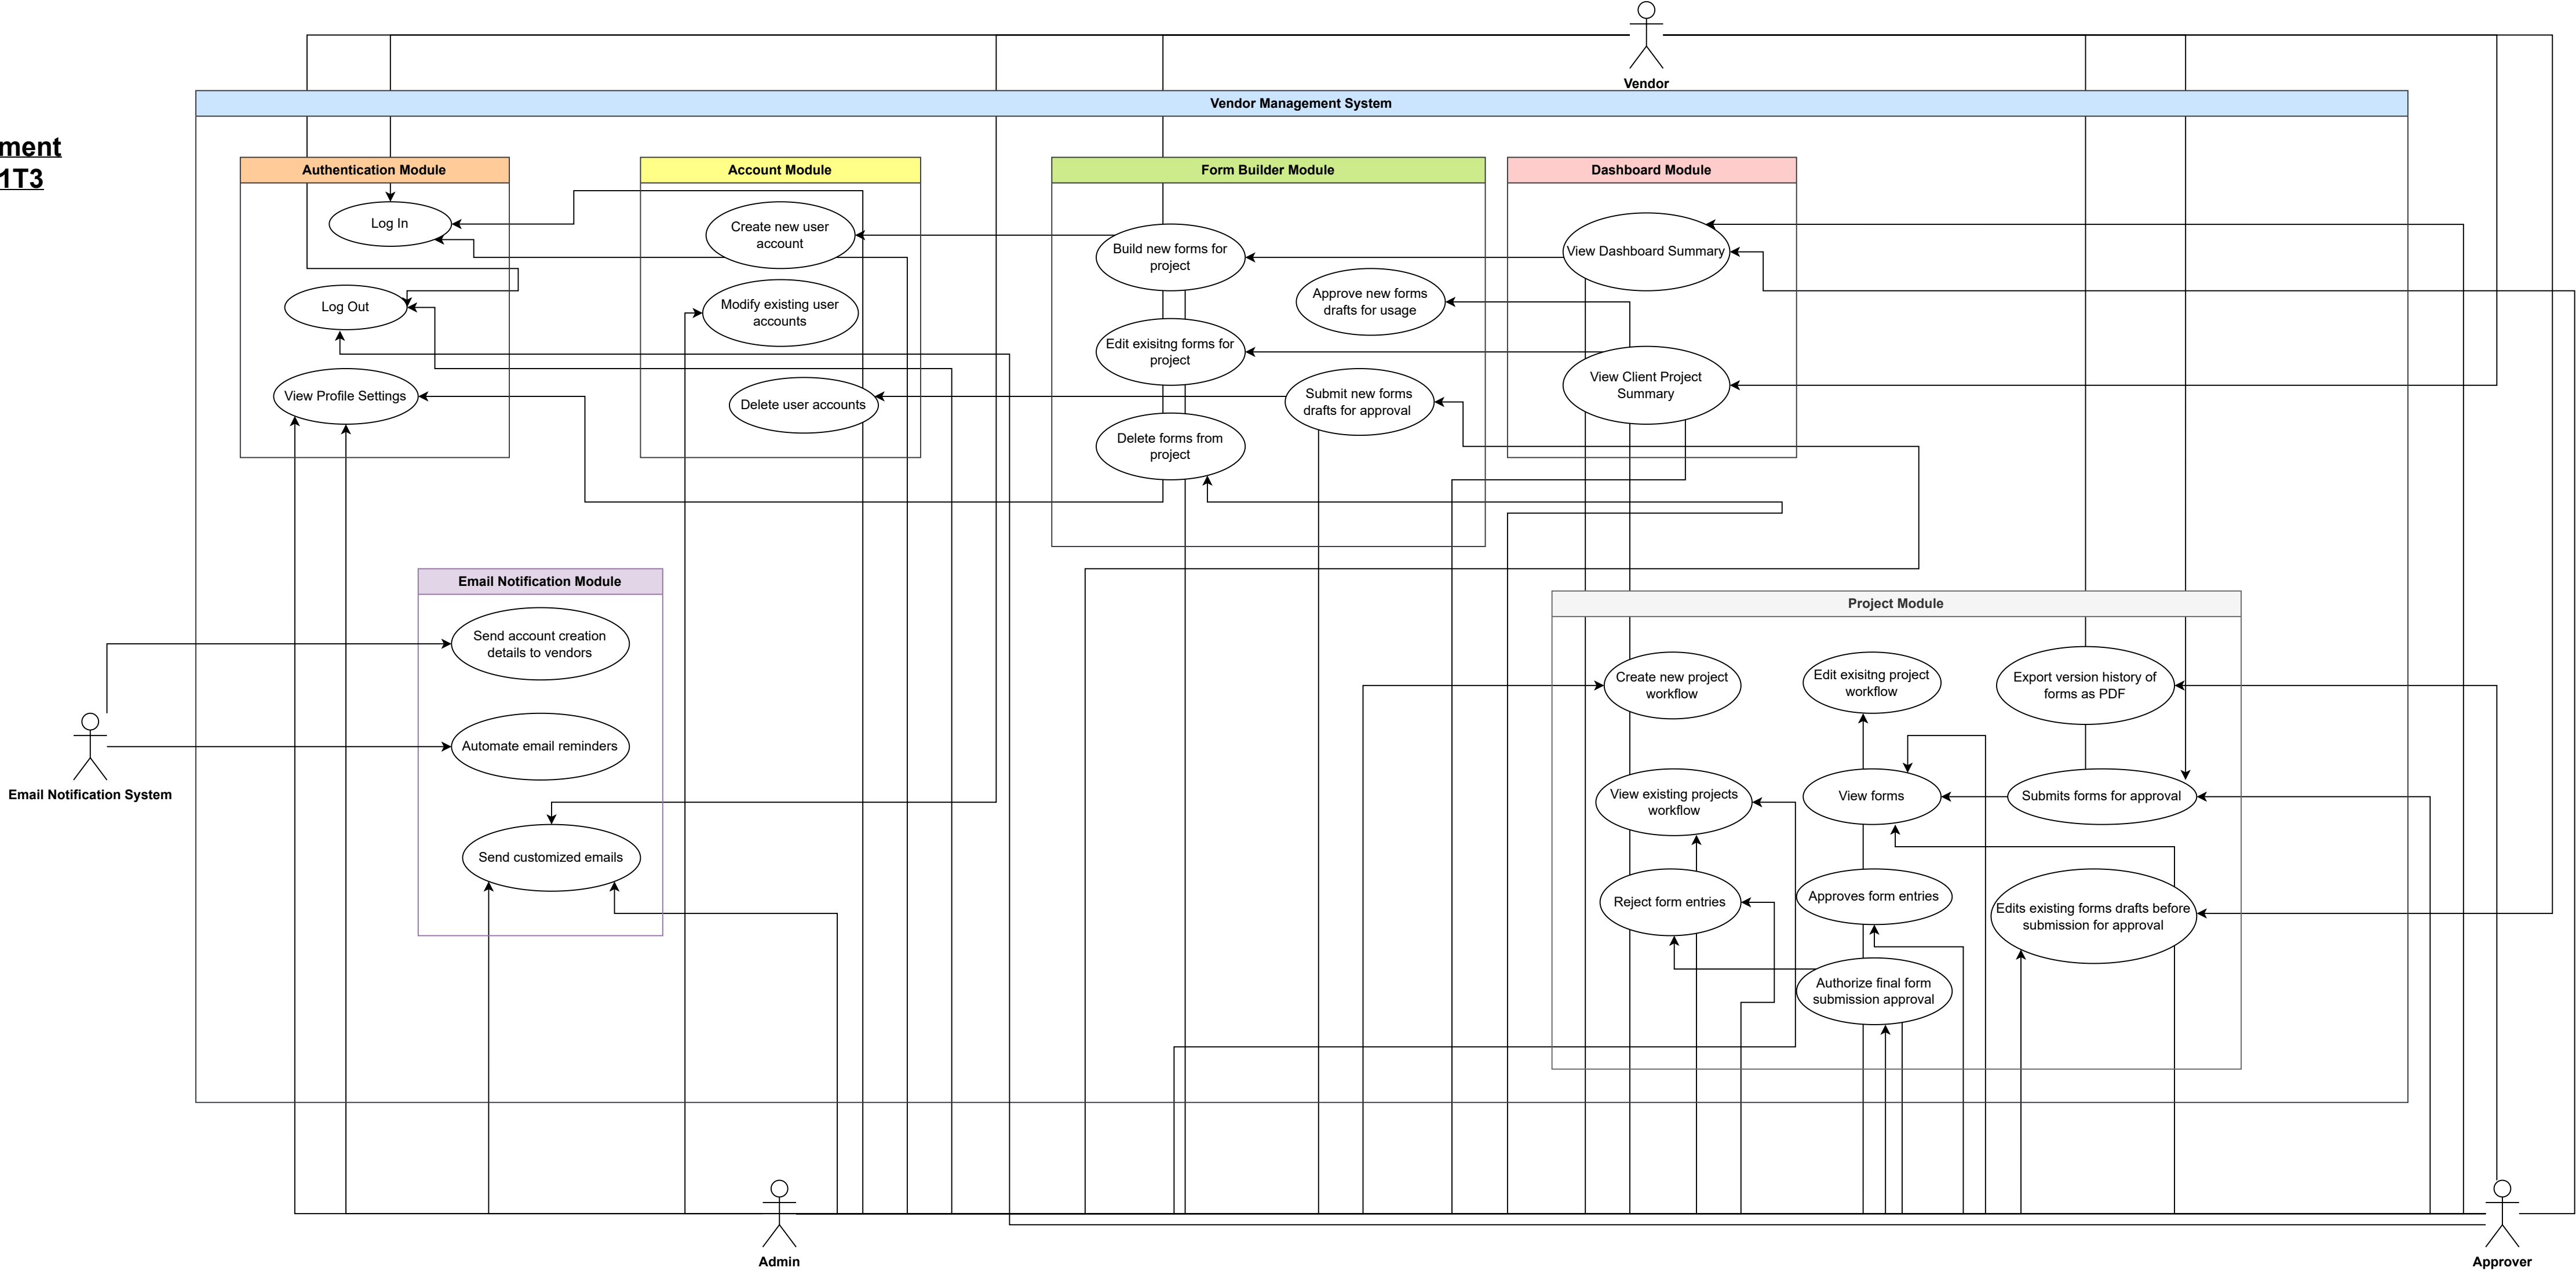 Vendor
Vendor Management System
ment
1T3
Authentication Module
Log In
Log Out
View Profile Settings
Account Module
Create new user
account
Modify existing user
accounts
Delete user accounts
Form Builder Module
Build new forms for
project
Approve new forms
drafts for usage
Edit exisitng forms for
project
Submit new forms
drafts for approval
Delete forms from
project
Dashboard Module
View Dashboard Summary
View Client Project
Summary
Email Notification Module
Send account creation
details to vendors
Automate email reminders
Send customized emails
Email Notification System
Project Module
Create new project
workflow
Edit exisitng project
workflow
Export version history of
forms as PDF
View existing projects
workflow
View forms
Submits forms for approval
Reject form entries
Approves form entries
Edits existing forms drafts before
submission for approval
Authorize final form
submission approval
Admin
Approver